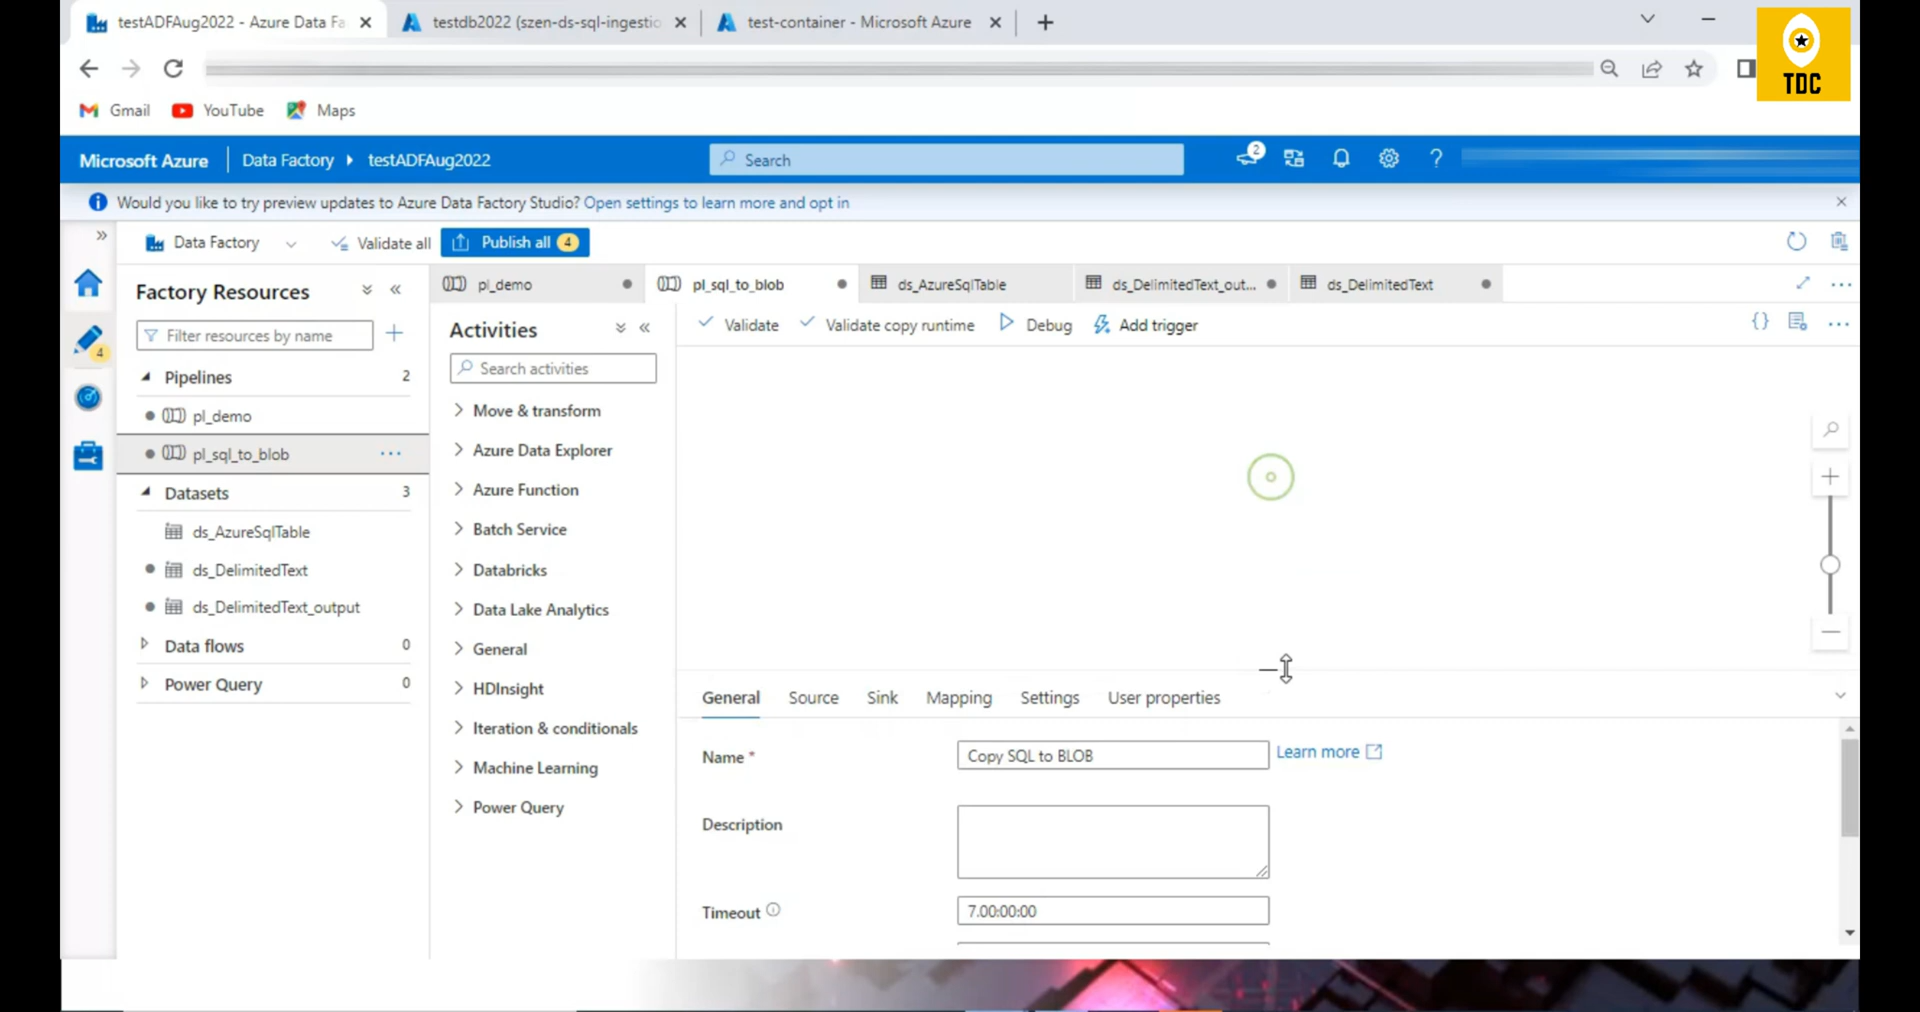 testADFAug2022 - Azure Data Fa
testdb2022 (szen-ds-sql-ingestio
test-container - Microsoft Azure
TDC
Gmail
YouTube
Maps
Microsoft Azure
Data Factory
testADFAug2022
Search
2
Would you like to try preview updates to Azure Data Factory Studio? Open settings to learn more and opt in
Data Factory
Validate all
Publish all 4
4
Factory Resources
Filter resources by name
Pipelines 2
pl_demo
pl_sql_to_blob
Datasets 3
ds_AzureSqlTable
ds_DelimitedText
ds_DelimitedText_output
Data flows 0
Power Query 0
pl_demo
pl_sql_to_blob
ds_AzureSqlTable
ds_DelimitedText_out...
ds_DelimitedText
Activities
Search activities
Move & transform
Azure Data Explorer
Azure Function
Batch Service
Databricks
Data Lake Analytics
General
HDInsight
Iteration & conditionals
Machine Learning
Power Query
Validate
Validate copy runtime
Debug
Add trigger
General
Source
Sink
Mapping
Settings
User properties
Name * Copy SQL to BLOB Learn more
Description
Timeout 7.00:00:00